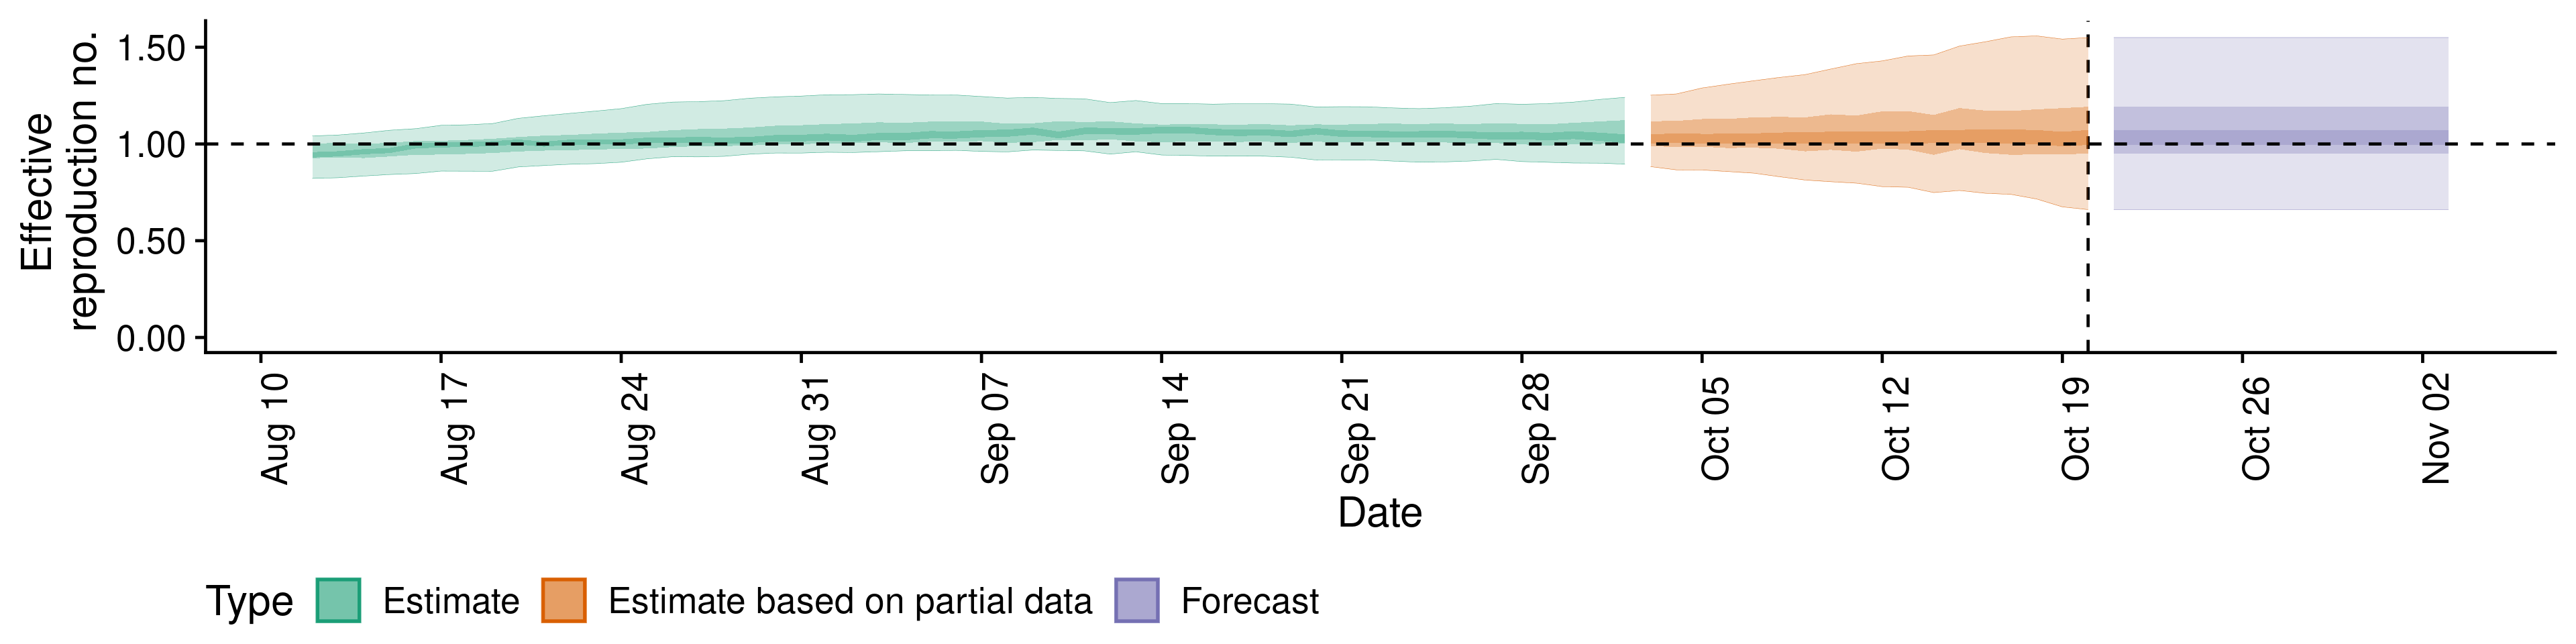 Effective
reproduction no.
1.50
1.00
0.50
0.00
Aug 10
Aug 17
Aug 24
Aug 31
Sep 07
Sep 14
Sep 21
Sep 28
Oct 05
Oct 12
Oct 19
Oct 26
Nov 02
Date
Type Estimate Estimate based on partial data Forecast